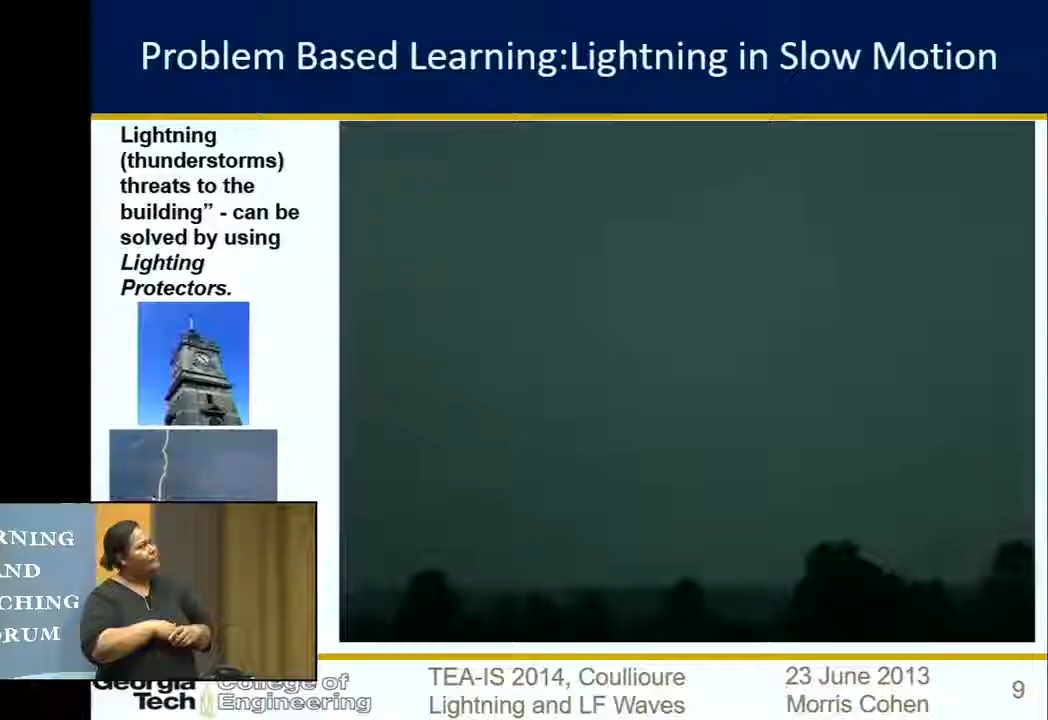 Problem Based Learning:Lightning in Slow Motion
Lightning
(thunderstorms)
threats to the
building” - can be
solved by using
Lighting
Protectors.
RNING
AND
CHING
ORUM
Georgia
Tech
College of
Engineering
TEA-IS 2014, Coullioure
Lightning and LF Waves
23 June 2013
Morris Cohen
9